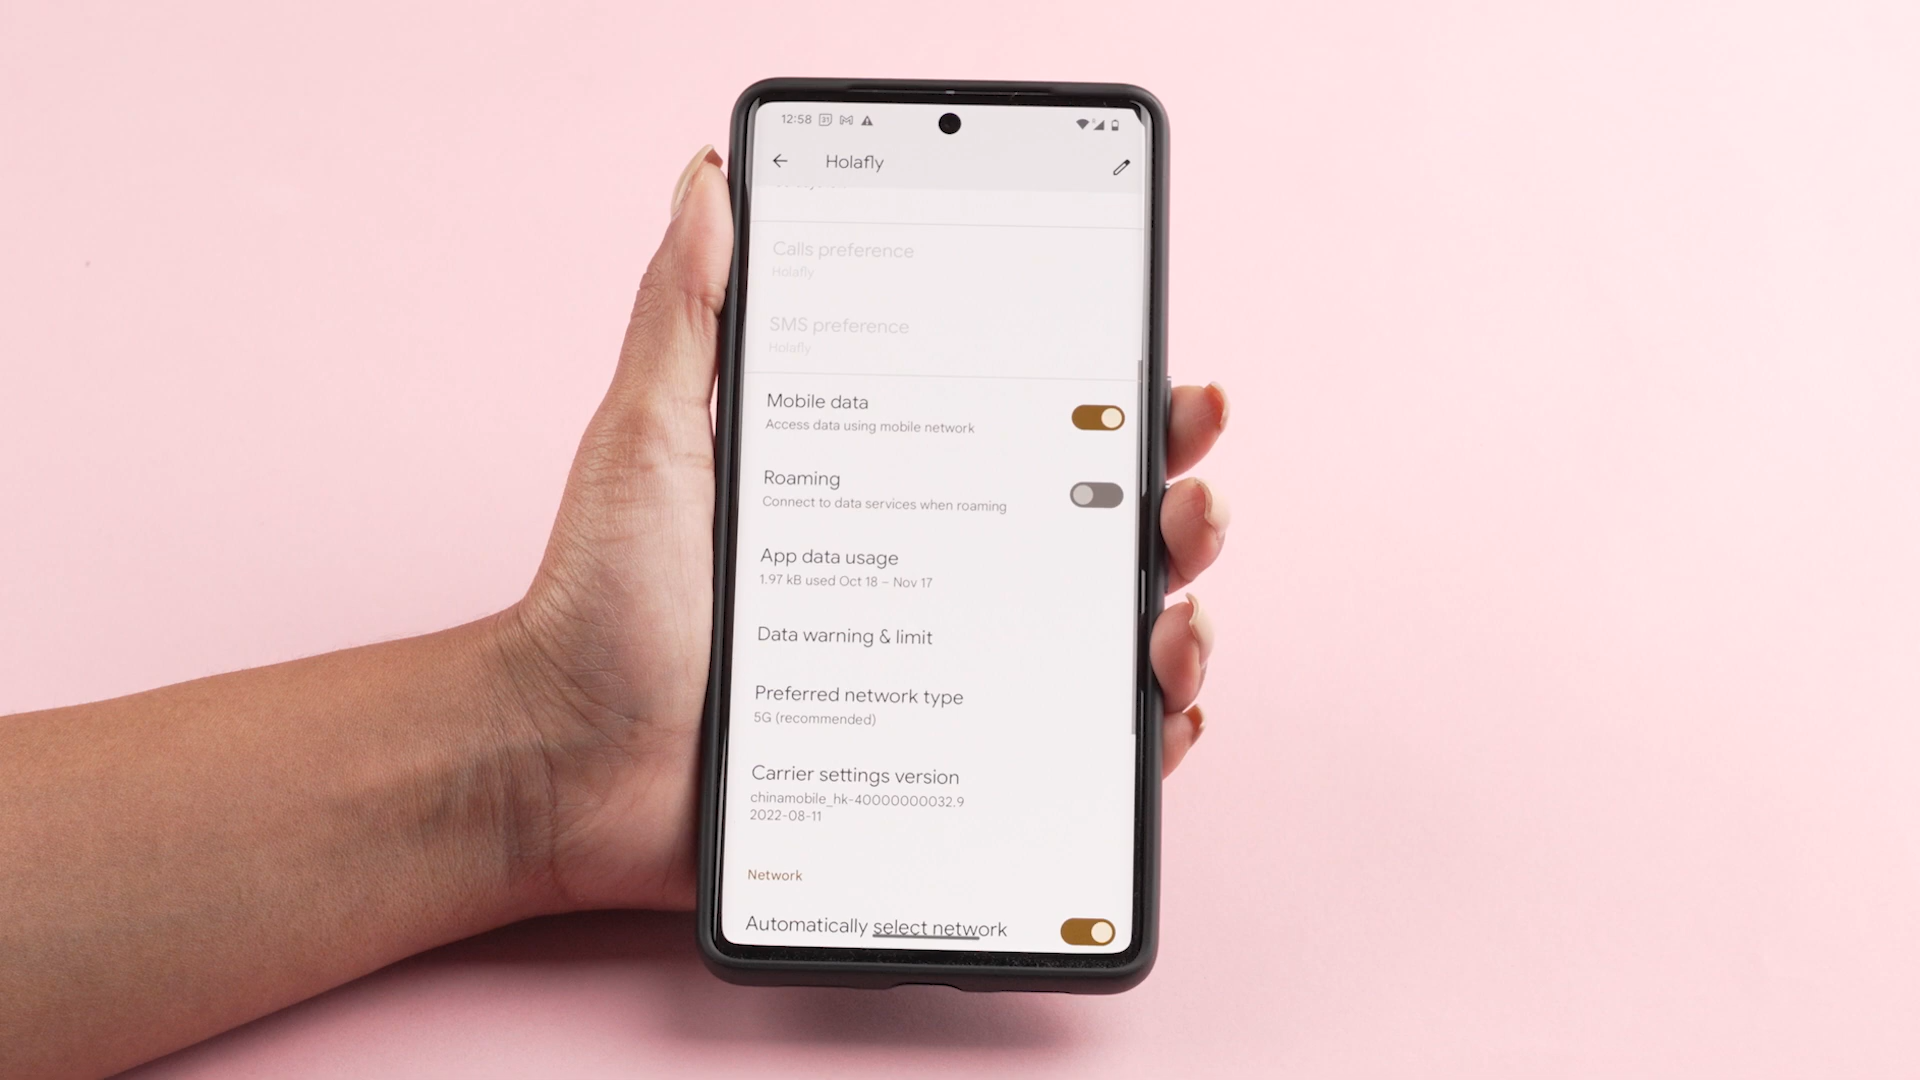 12:58
Holafly
Calls preference
Holafly
SMS preference
Holafly
Mobile data
Access data using mobile network
Roaming
Connect to data services when roaming
App data usage
1.97 kB used Oct 18 – Nov 17
Data warning & limit
Preferred network type
5G (recommended)
Carrier settings version
chinamobile_hk-40000000032.9
2022-08-11
Network
Automatically select network